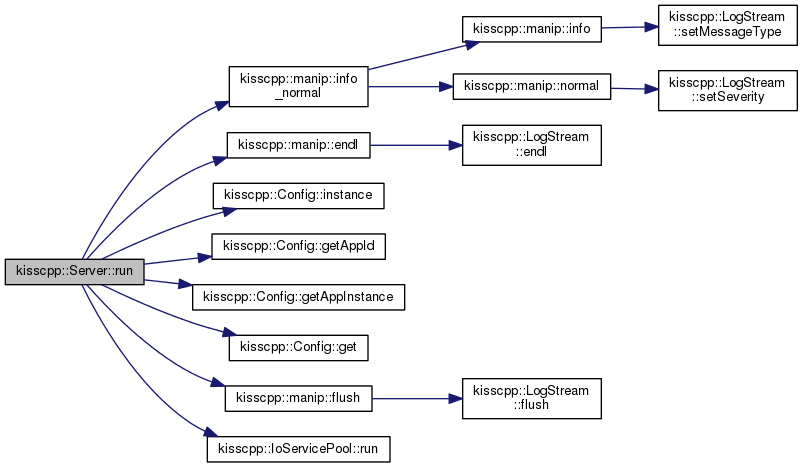 kisscpp::Server::run
kisscpp::manip::info
_normal
kisscpp::manip::endl
kisscpp::Config::instance
kisscpp::Config::getAppId
kisscpp::Config::getAppInstance
kisscpp::Config::get
kisscpp::manip::flush
kisscpp::IoServicePool::run
kisscpp::manip::info
kisscpp::manip::normal
kisscpp::LogStream
::endl
kisscpp::LogStream
::flush
kisscpp::LogStream
::setMessageType
kisscpp::LogStream
::setSeverity